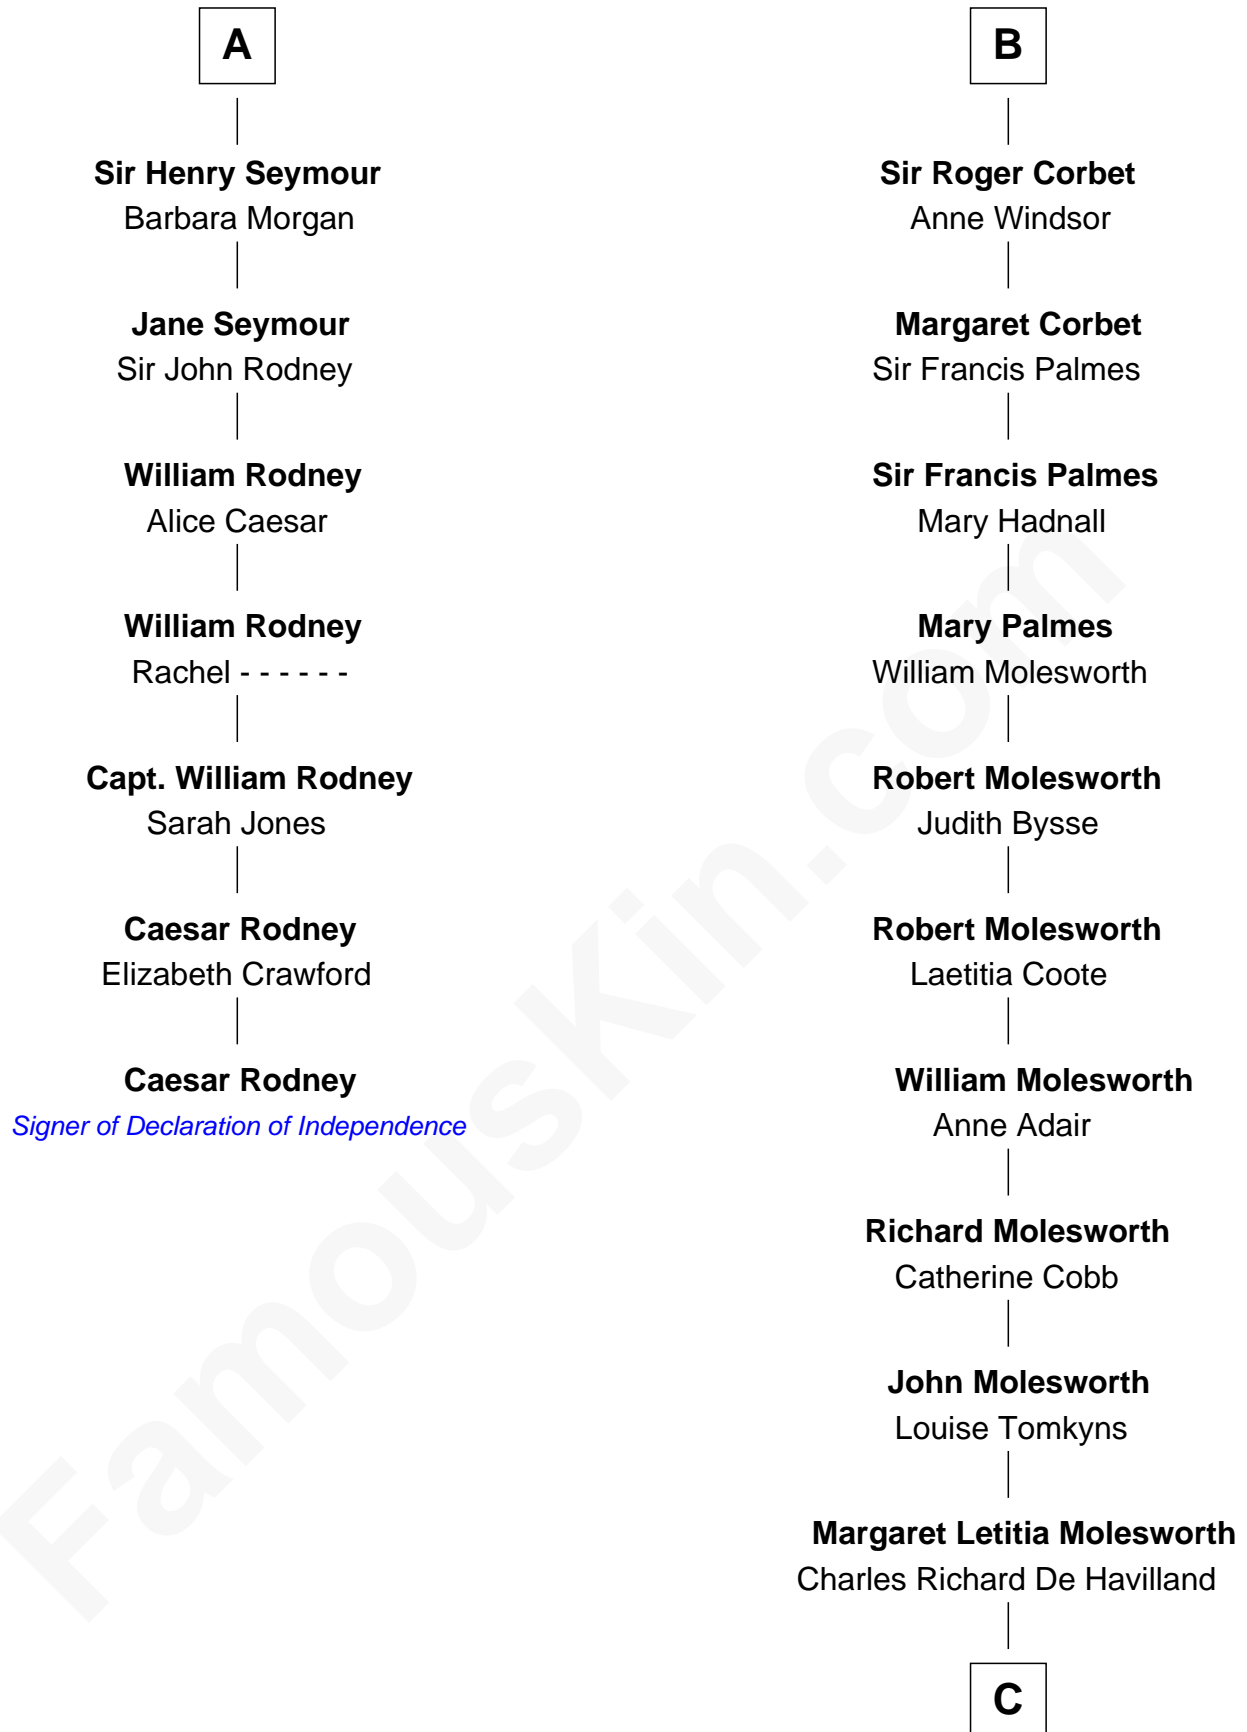 A
Sir Henry Seymour
Barbara Morgan
Jane Seymour
Sir John Rodney
William Rodney
Alice Caesar
William Rodney
Rachel - - - - - -
Capt. William Rodney
Sarah Jones
Caesar Rodney
Elizabeth Crawford
Caesar Rodney
Signer of Declaration of Independence
B
Sir Roger Corbet
Anne Windsor
Margaret Corbet
Sir Francis Palmes
Sir Francis Palmes
Mary Hadnall
Mary Palmes
William Molesworth
Robert Molesworth
Judith Bysse
Robert Molesworth
Laetitia Coote
William Molesworth
Anne Adair
Richard Molesworth
Catherine Cobb
John Molesworth
Louise Tomkyns
Margaret Letitia Molesworth
Charles Richard De Havilland
C
FamousKin.com